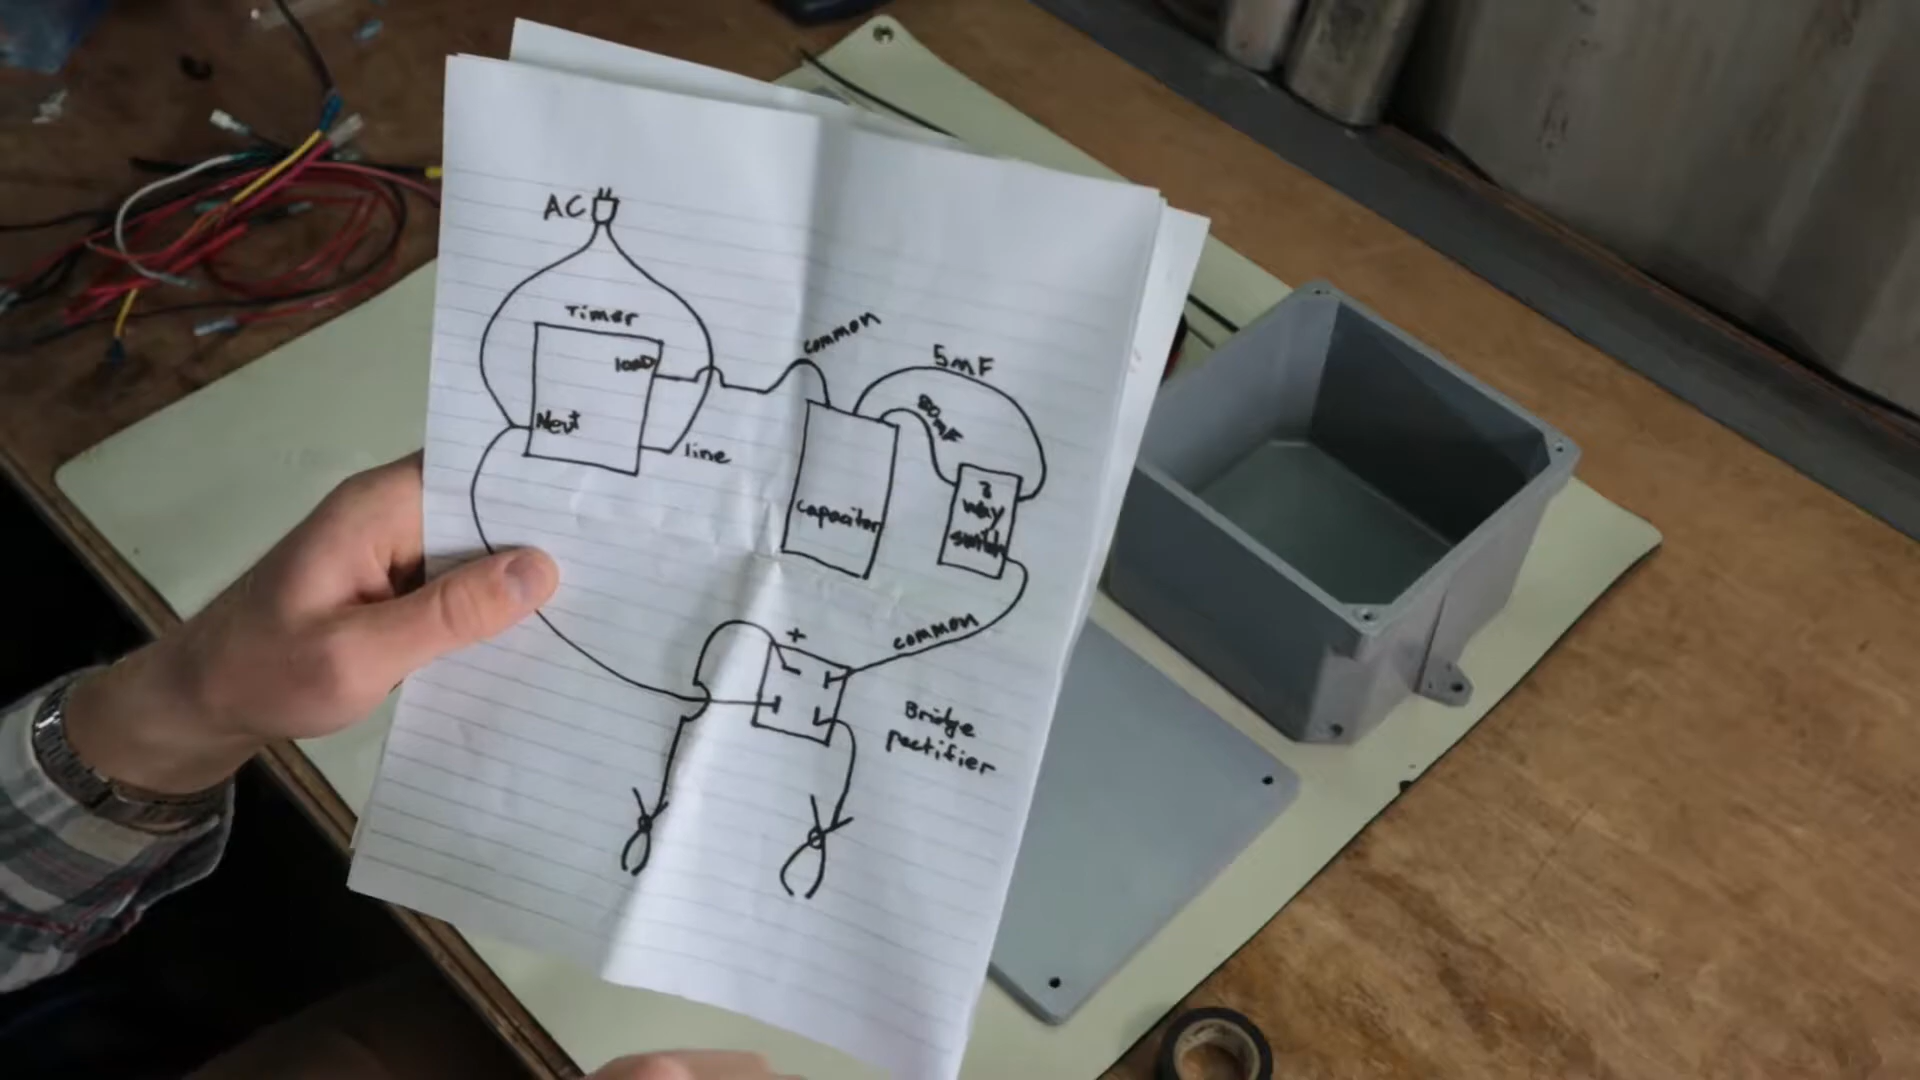 AC
Timer
load
Neut
line
common
5mF
80mF
capacitor
3
way
switch
common
+
Bridge
rectifier